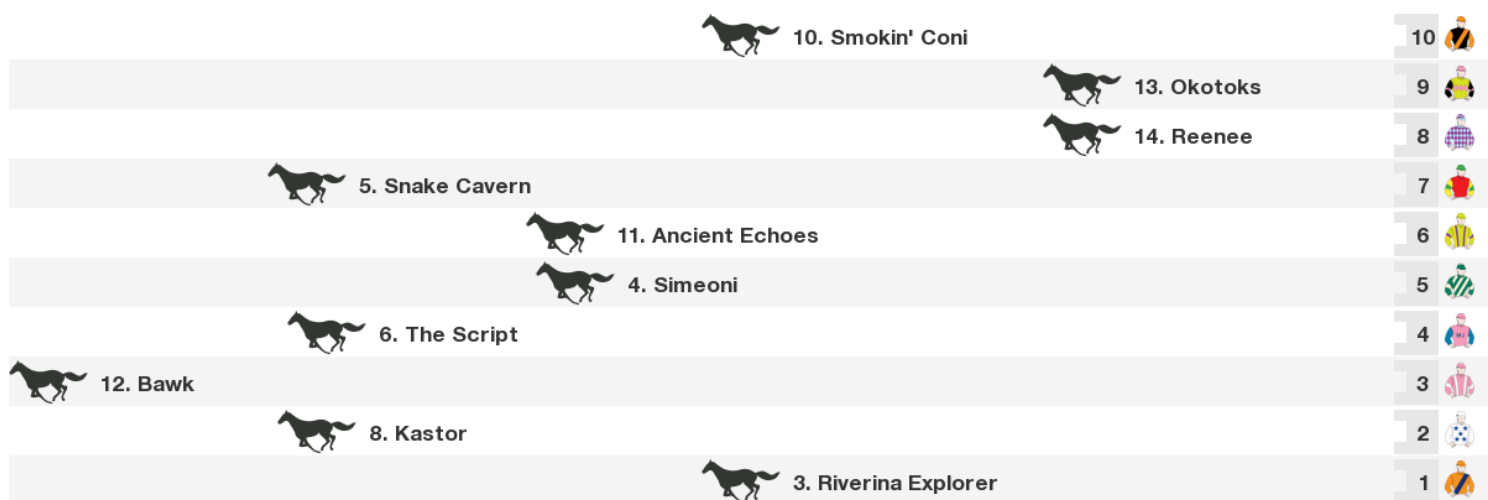 10. Smokin' Coni 10
13. Okotoks 9
14. Reenee 8
5. Snake Cavern 7
11. Ancient Echoes 6
4. Simeoni 5
6. The Script 4
12. Bawk 3
8. Kastor 2
3. Riverina Explorer 1